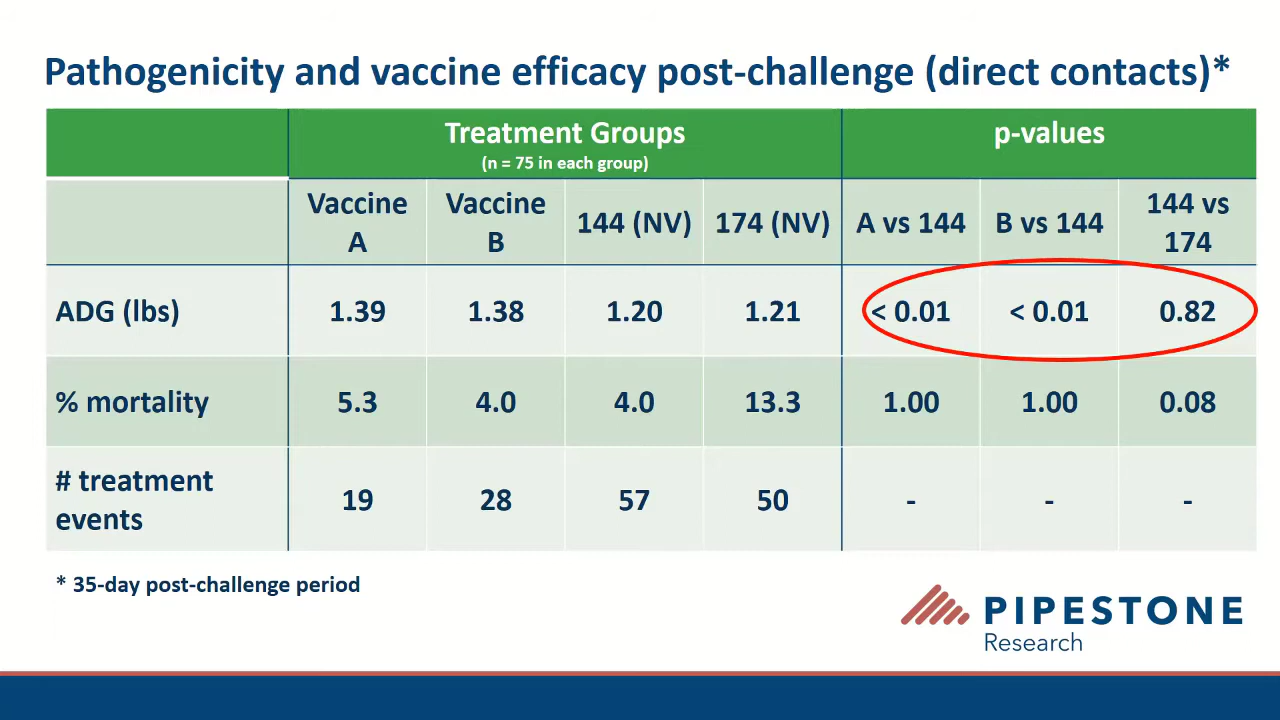 Pathogenicity and vaccine efficacy post-challenge (direct contacts)*
Treatment Groups
(n = 75 in each group)
p-values
Vaccine
A
Vaccine
B
144 (NV)
174 (NV)
A vs 144
B vs 144
144 vs
174
ADG (lbs)
1.39
1.38
1.20
1.21
< 0.01
< 0.01
0.82
% mortality
5.3
4.0
4.0
13.3
1.00
1.00
0.08
# treatment
events
19
28
57
50
-
-
-
* 35-day post-challenge period
PIPESTONE
Research